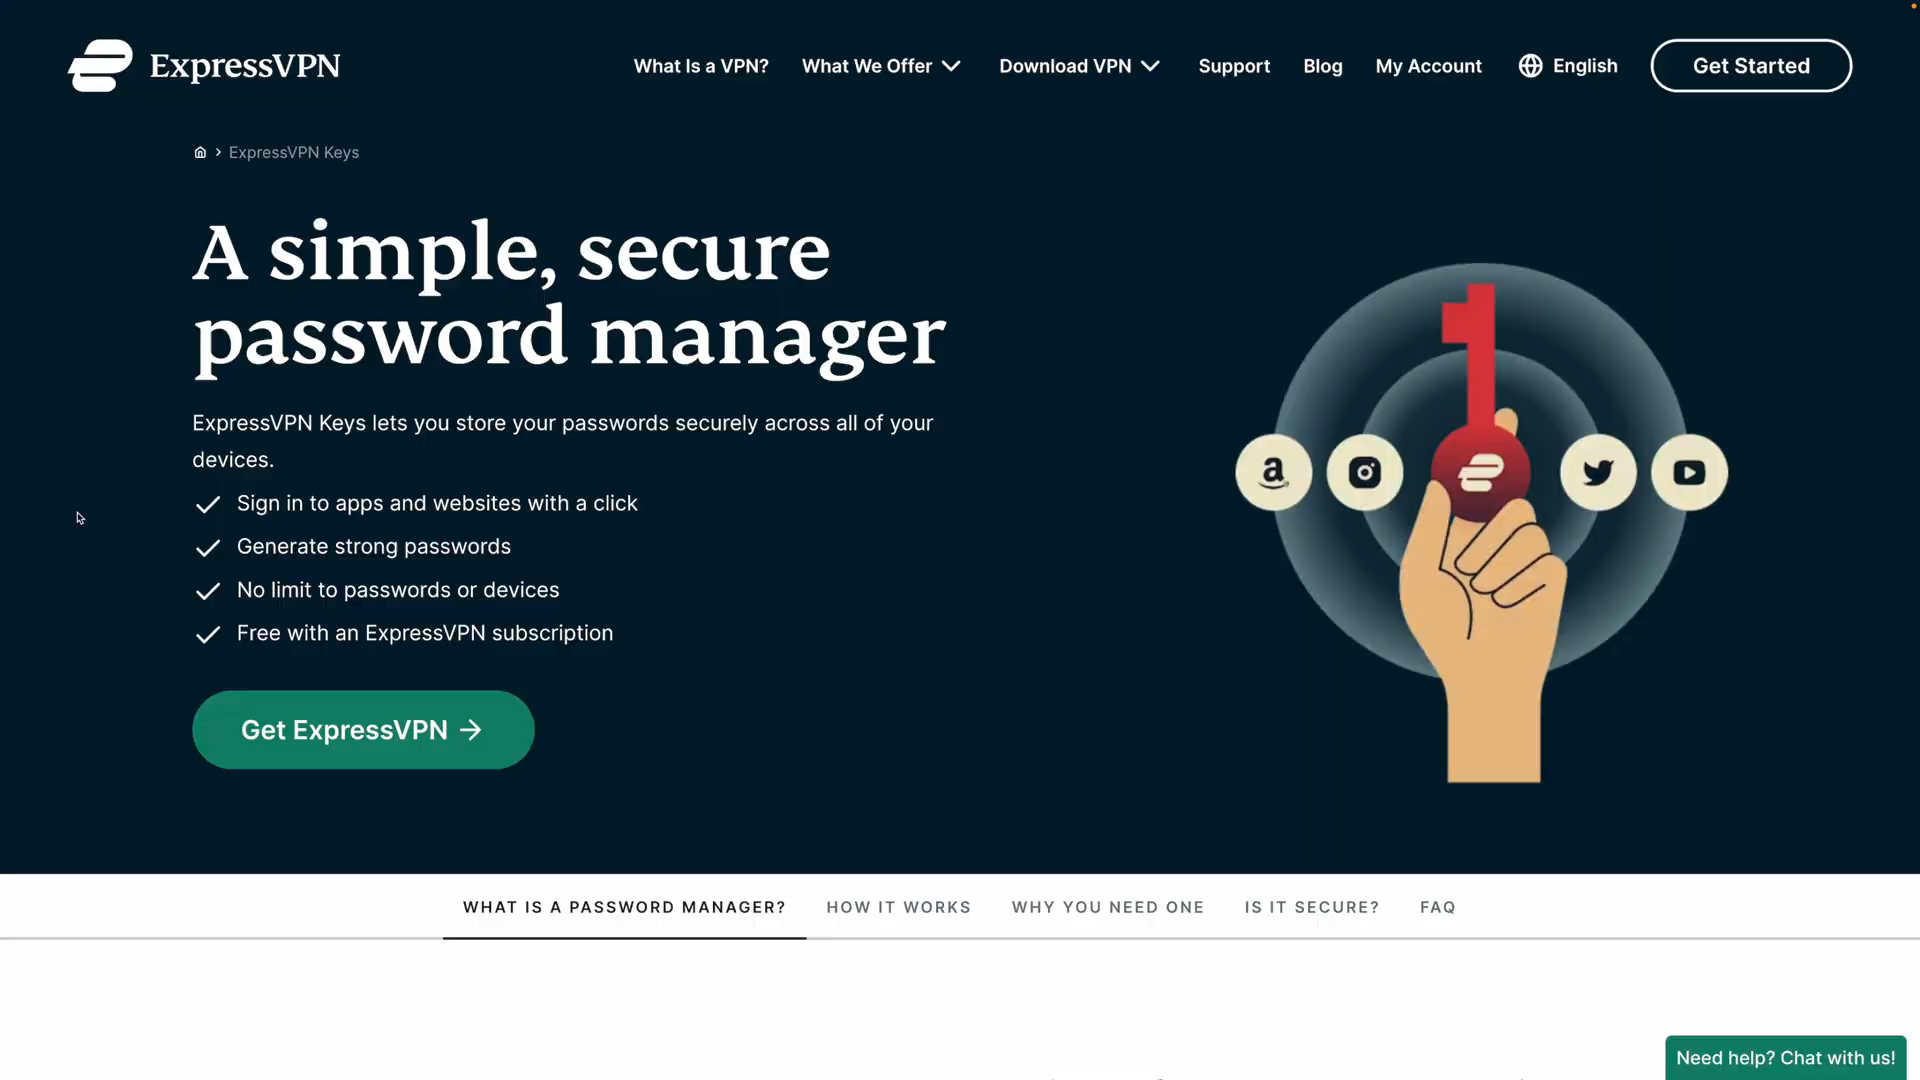 ExpressVPN
What Is a VPN?
What We Offer
Download VPN
Support
Blog
My Account
English
Get Started
ExpressVPN Keys
A simple, secure
password manager
ExpressVPN Keys lets you store your passwords securely across all of your
devices.
Sign in to apps and websites with a click
Generate strong passwords
No limit to passwords or devices
Free with an ExpressVPN subscription
Get ExpressVPN →
WHAT IS A PASSWORD MANAGER?
HOW IT WORKS
WHY YOU NEED ONE
IS IT SECURE?
FAQ
Need help? Chat with us!